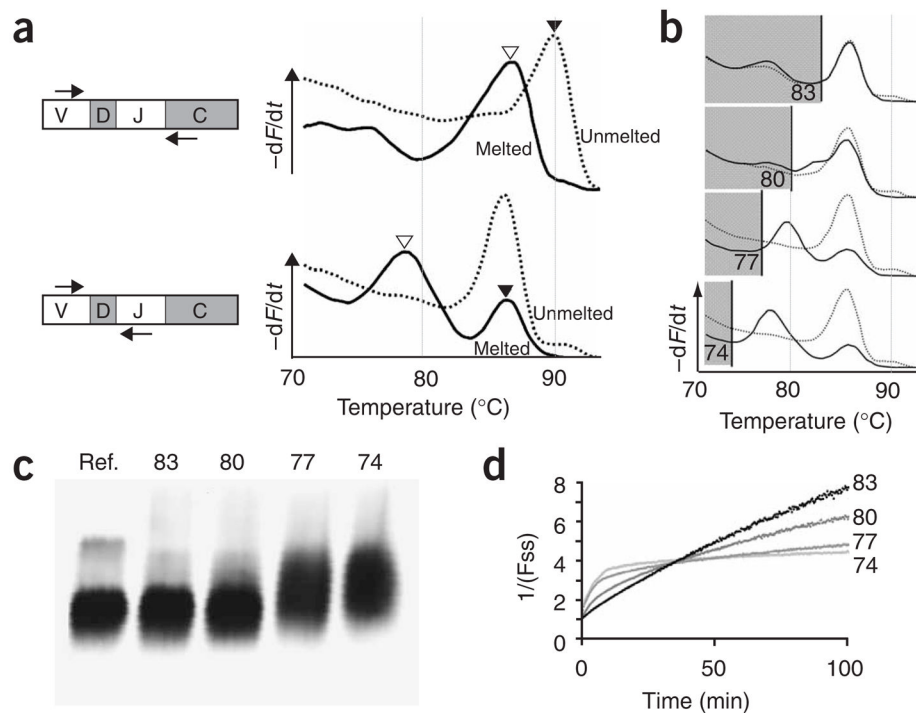 a
V D J C
–dF/dt
Melted
Unmelted
V D J C
–dF/dt
Melted
Unmelted
70 80 90
Temperature (°C)
b
83
80
77
74
–dF/dt
70 80 90
Temperature (°C)
c
Ref. 83 80 77 74
d
1/(Fss)
8
6
4
2
0
83
80
77
74
0 50 100
Time (min)